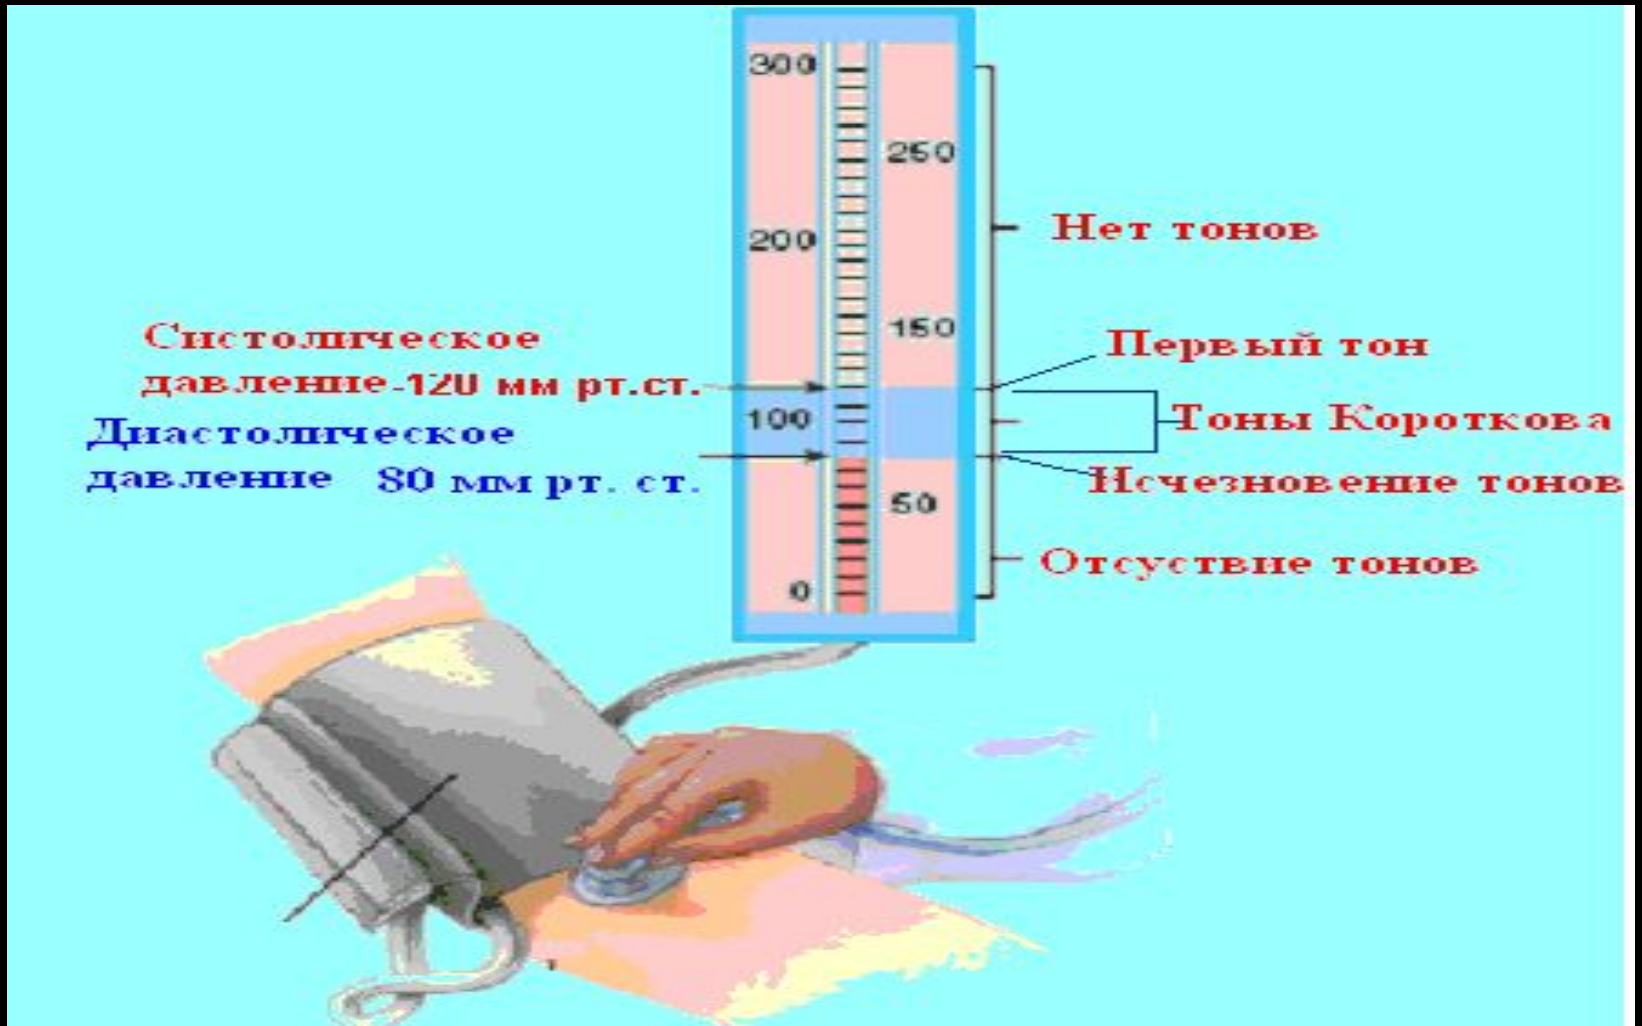 300
250
200
150
100
50
0
Нет тонов
Систолическое
давление-120 мм рт.ст.
Диастолическое
давление 80 мм рт. ст.
Первый тон
Тоны Короткова
Исчезновение тонов
Отсуствие тонов